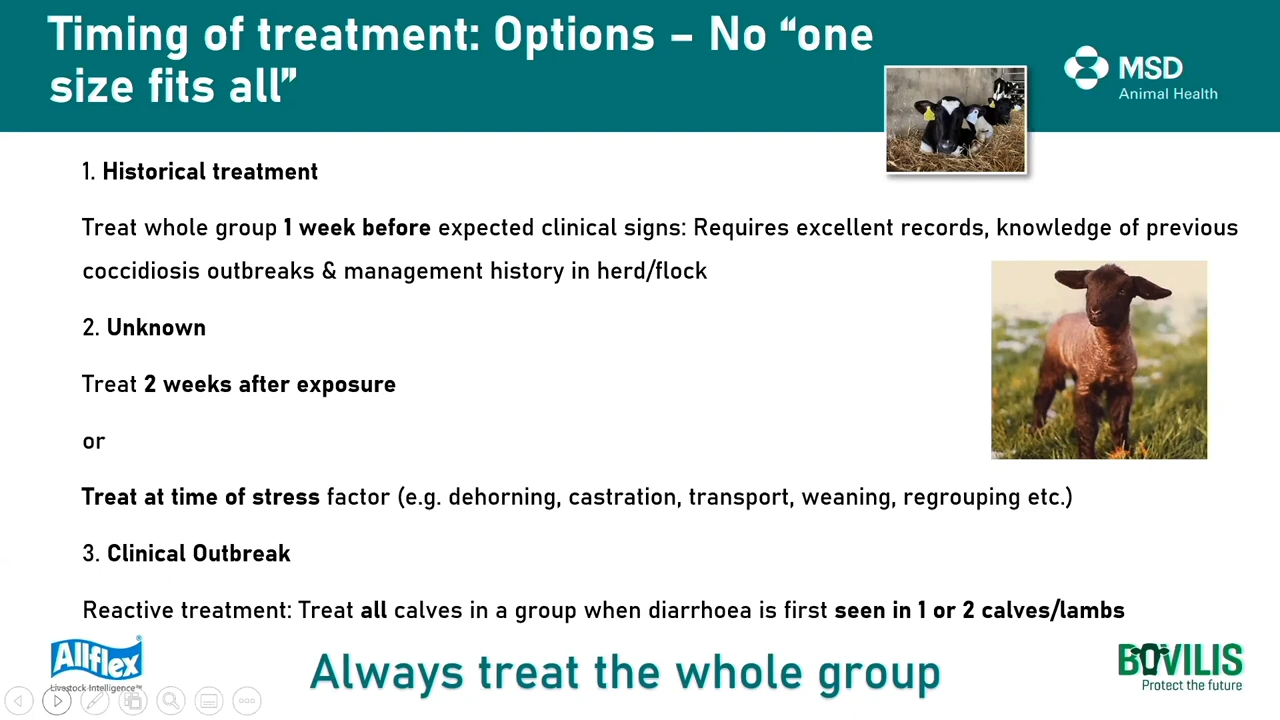 Timing of treatment: Options – No “one
size fits all”
MSD
Animal Health
1. Historical treatment
Treat whole group 1 week before expected clinical signs: Requires excellent records, knowledge of previous
coccidiosis outbreaks & management history in herd/flock
2. Unknown
Treat 2 weeks after exposure
or
Treat at time of stress factor (e.g. dehorning, castration, transport, weaning, regrouping etc.)
3. Clinical Outbreak
Reactive treatment: Treat all calves in a group when diarrhoea is first seen in 1 or 2 calves/lambs
Allflex®
Livestock Intelligence™
Always treat the whole group
BOVILIS
Protect the future